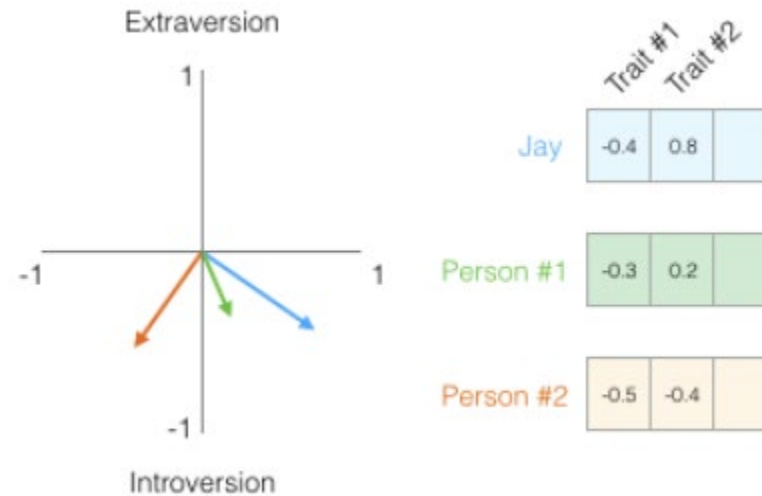 Extraversion
1
-1
1
-1
Introversion
Trait #1
Trait #2
Jay
-0.4 0.8
Person #1
-0.3 0.2
Person #2
-0.5 -0.4